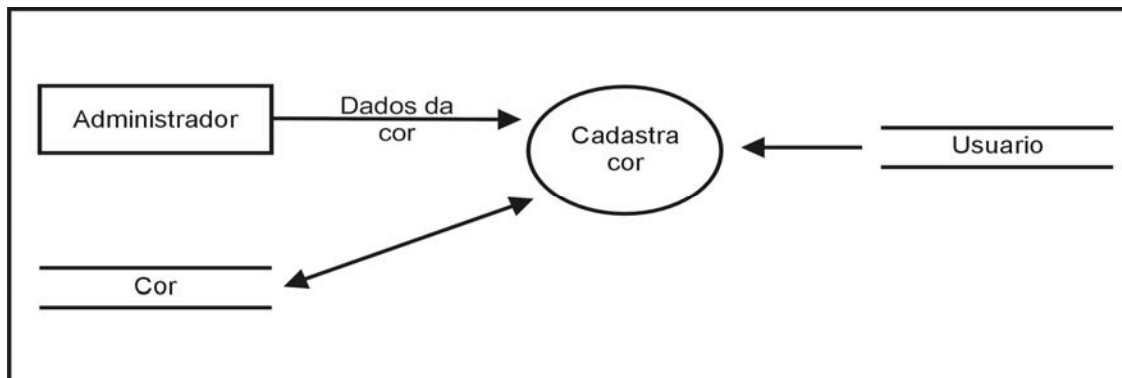 Administrador
Dados da
cor
Cadastra
cor
Usuario
Cor